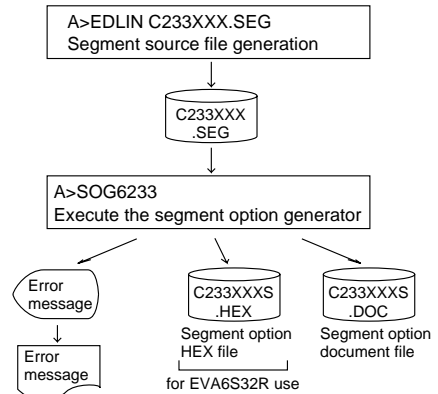 A>EDLIN C233XXX.SEG
Segment source file generation
C233XXX
.SEG
A>SOG6233
Execute the segment option generator
Error
message
C233XXXS
.HEX
C233XXXS
.DOC
Segment option
HEX file
Segment option
document file
Error
message
for EVA6S32R use